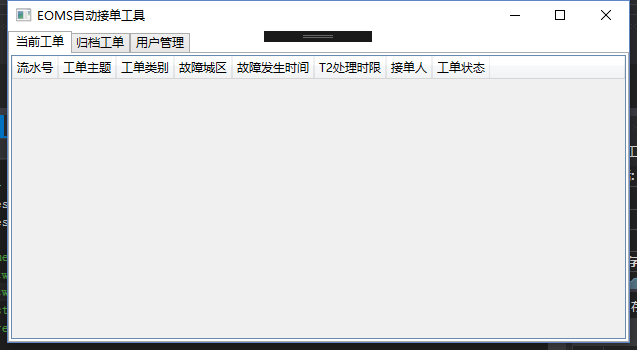 EOMS自动接单工具
当前工单 归档工单 用户管理
流水号 工单主题 工单类别 故障城区 故障发生时间 T2处理时限 接单人 工单状态